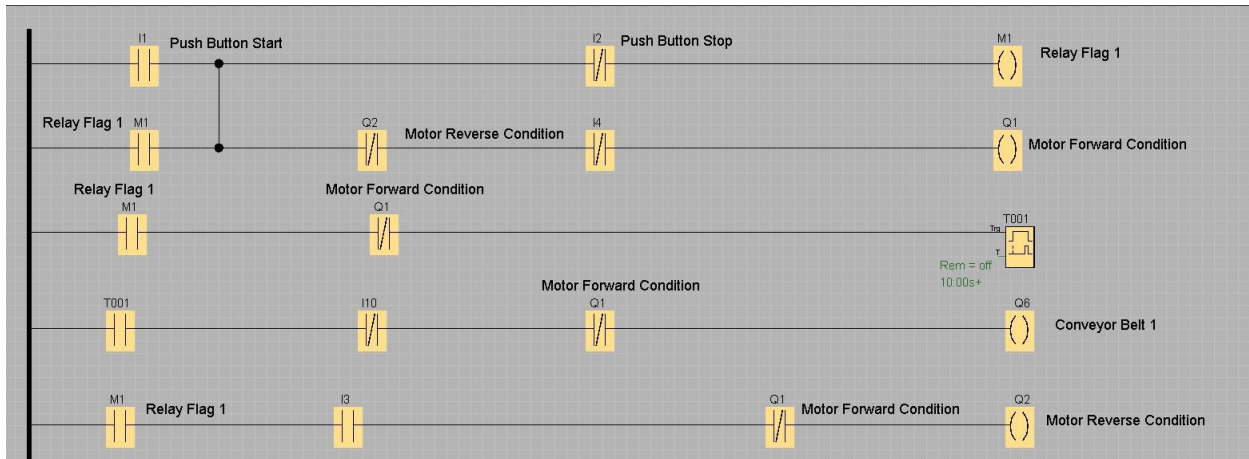 I1 Push Button Start I2 Push Button Stop M1 Relay Flag 1
Relay Flag 1 M1 Q2 Motor Reverse Condition I4 Q1 Motor Forward Condition
Relay Flag 1 Motor Forward Condition
M1 Q1 T001
Trg
T
Rem = off
10:00s+
Motor Forward Condition
T001 I10 Q1 Q6 Conveyor Belt 1
M1 Relay Flag 1 I3 Q1 Motor Forward Condition Q2 Motor Reverse Condition